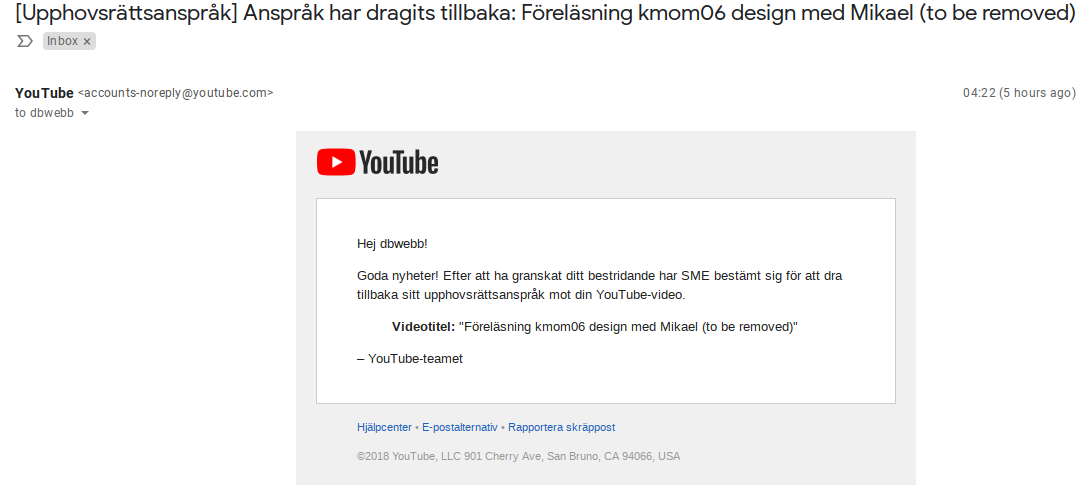 [Upphovsrättsanspråk] Anspråk har dragits tillbaka: Föreläsning kmom06 design med Mikael (to be removed)
Inbox ×
YouTube <accounts-noreply@youtube.com> 04:22 (5 hours ago)
to dbwebb
YouTube
Hej dbwebb!
Goda nyheter! Efter att ha granskat ditt bestridande har SME bestämt sig för att dra
tillbaka sitt upphovsrättsanspråk mot din YouTube-video.
Videotitel: "Föreläsning kmom06 design med Mikael (to be removed)"
– YouTube-teamet
Hjälpcenter • E-postalternativ • Rapportera skräppost
©2018 YouTube, LLC 901 Cherry Ave, San Bruno, CA 94066, USA